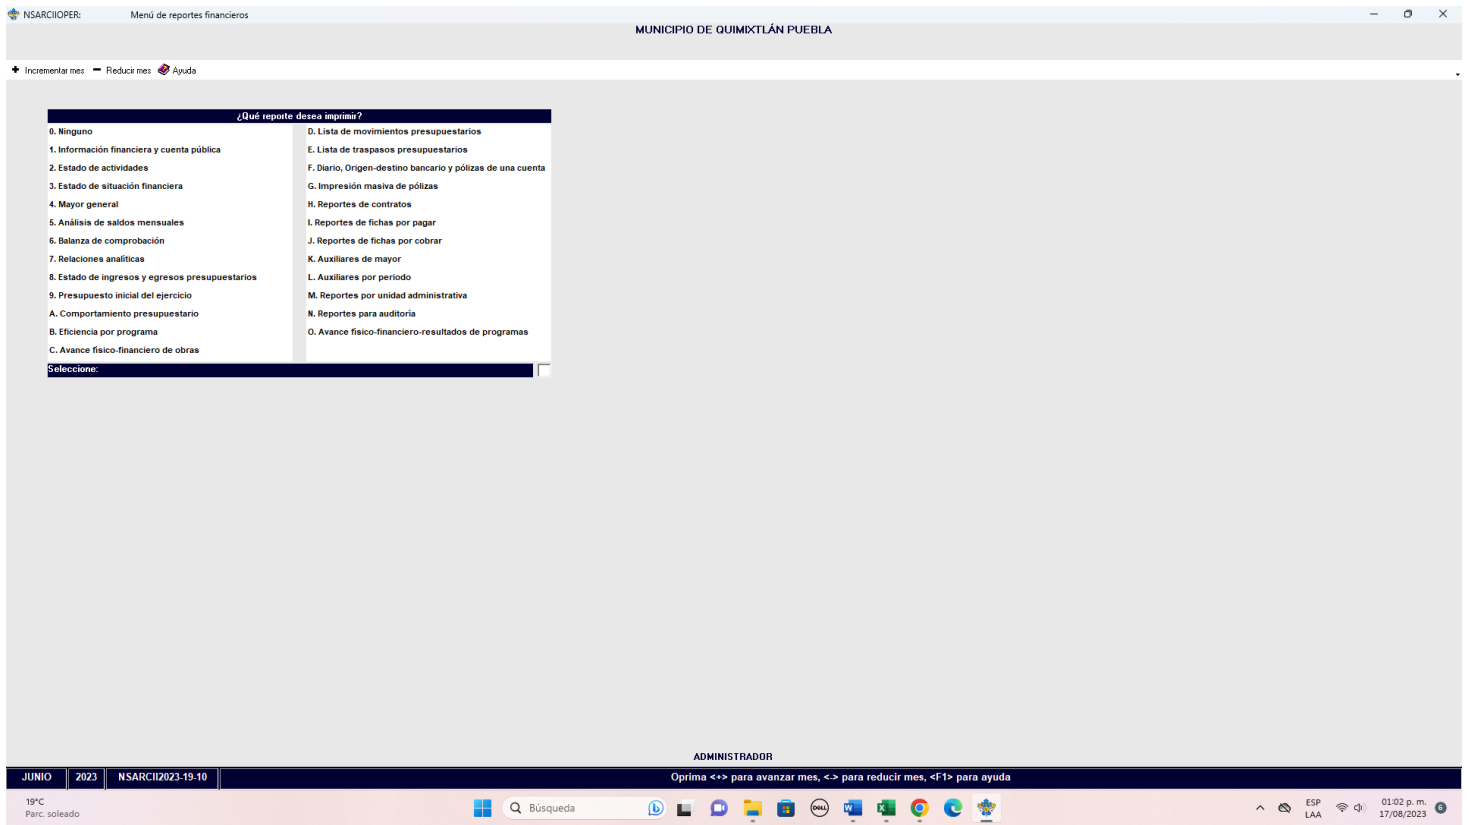 NSARCIIOPER: Menú de reportes financieros
MUNICIPIO DE QUIMIXTLÁN PUEBLA
Incrementar mes Reducir mes Ayuda
¿Qué reporte desea imprimir?
0. Ninguno
1. Información financiera y cuenta pública
2. Estado de actividades
3. Estado de situación financiera
4. Mayor general
5. Análisis de saldos mensuales
6. Balanza de comprobación
7. Relaciones analíticas
8. Estado de ingresos y egresos presupuestarios
9. Presupuesto inicial del ejercicio
A. Comportamiento presupuestario
B. Eficiencia por programa
C. Avance físico-financiero de obras
D. Lista de movimientos presupuestarios
E. Lista de traspasos presupuestarios
F. Diario, Origen-destino bancario y pólizas de una cuenta
G. Impresión masiva de pólizas
H. Reportes de contratos
I. Reportes de fichas por pagar
J. Reportes de fichas por cobrar
K. Auxiliares de mayor
L. Auxiliares por periodo
M. Reportes por unidad administrativa
N. Reportes para auditoría
O. Avance físico-financiero-resultados de programas
Seleccione:
ADMINISTRADOR
JUNIO 2023 NSARCII2023-19-10 Oprima <+> para avanzar mes, <-> para reducir mes, <F1> para ayuda
19°C
Parc. soleado
Búsqueda
DELL
ESP
LAA
01:02 p. m.
17/08/2023
6